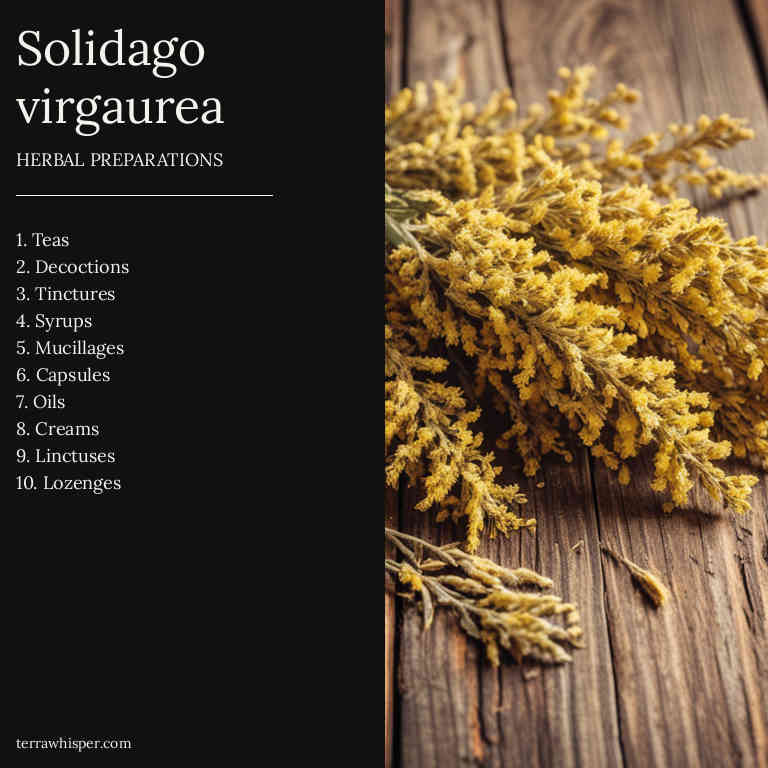 Solidago
virgaurea
HERBAL PREPARATIONS
1. Teas
2. Decoctions
3. Tinctures
4. Syrups
5. Mucillages
6. Capsules
7. Oils
8. Creams
9. Linctuses
10. Lozenges
terrawhisper.com